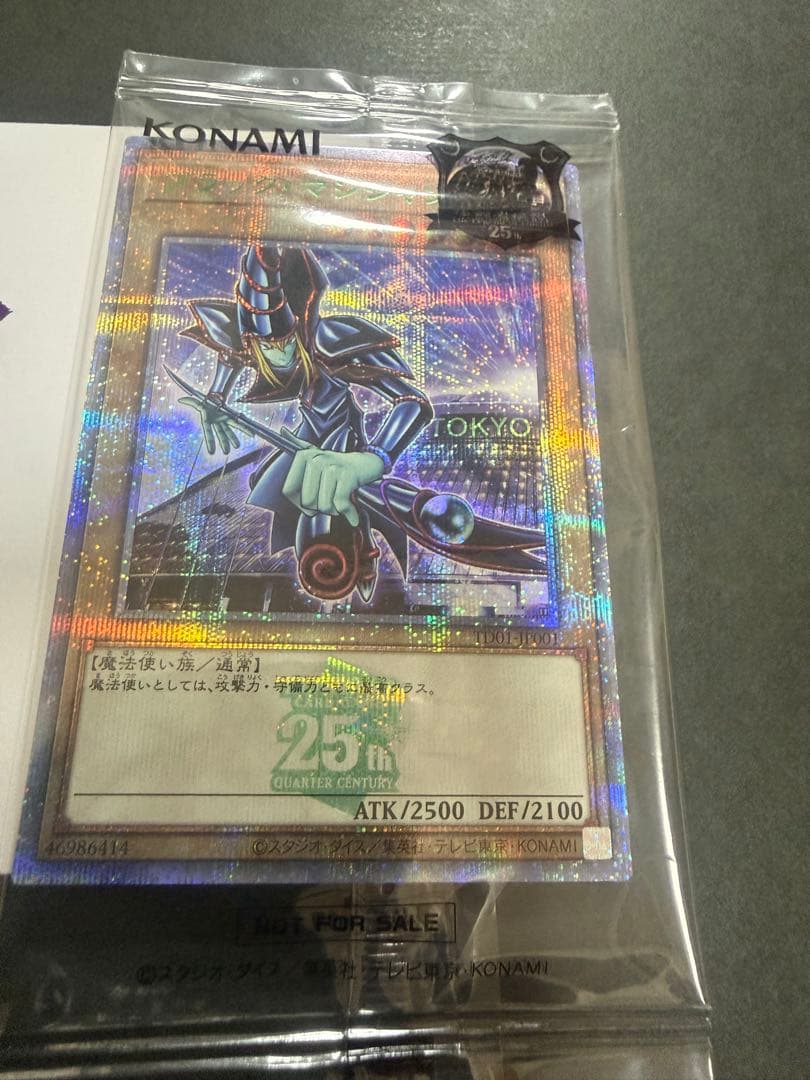 KONAMI
25th
TOKYO
TD01-JP001
【魔法使い族／通常】
魔法使いとしては、攻撃力・守備力ともに最高クラス。
25th
QUARTER CENTURY
ATK/2500 DEF/2100
46986414
©スタジオ・ダイス／集英社・テレビ東京・KONAMI
NOT FOR SALE
©スタジオ・ダイス 集英社・テレビ東京・KONAMI